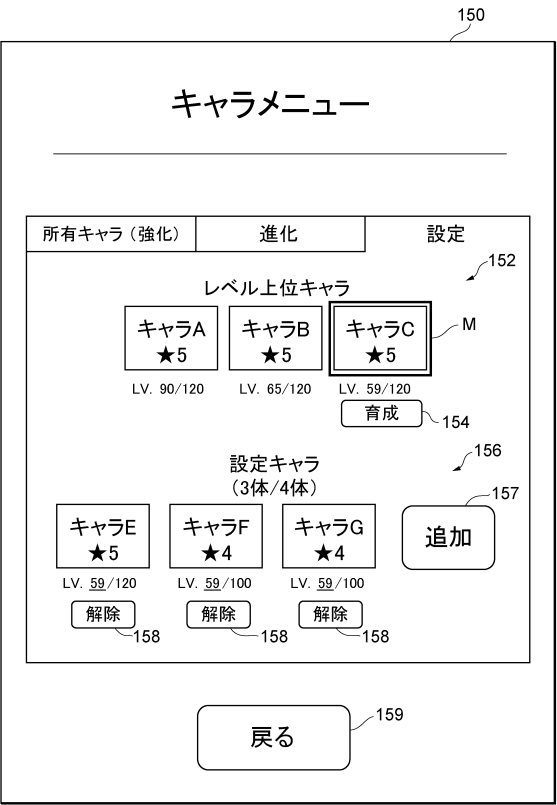 150
キャラメニュー
所有キャラ（強化） 進化 設定
152
レベル上位キャラ
キャラA キャラB キャラC M
★5 ★5 ★5
LV. 90/120 LV. 65/120 LV. 59/120
育成 154
156
設定キャラ
（3体/4体）
157
キャラE キャラF キャラG 追加
★5 ★4 ★4
LV. 59/120 LV. 59/100 LV. 59/100
解除 解除 解除
158 158 158
159
戻る